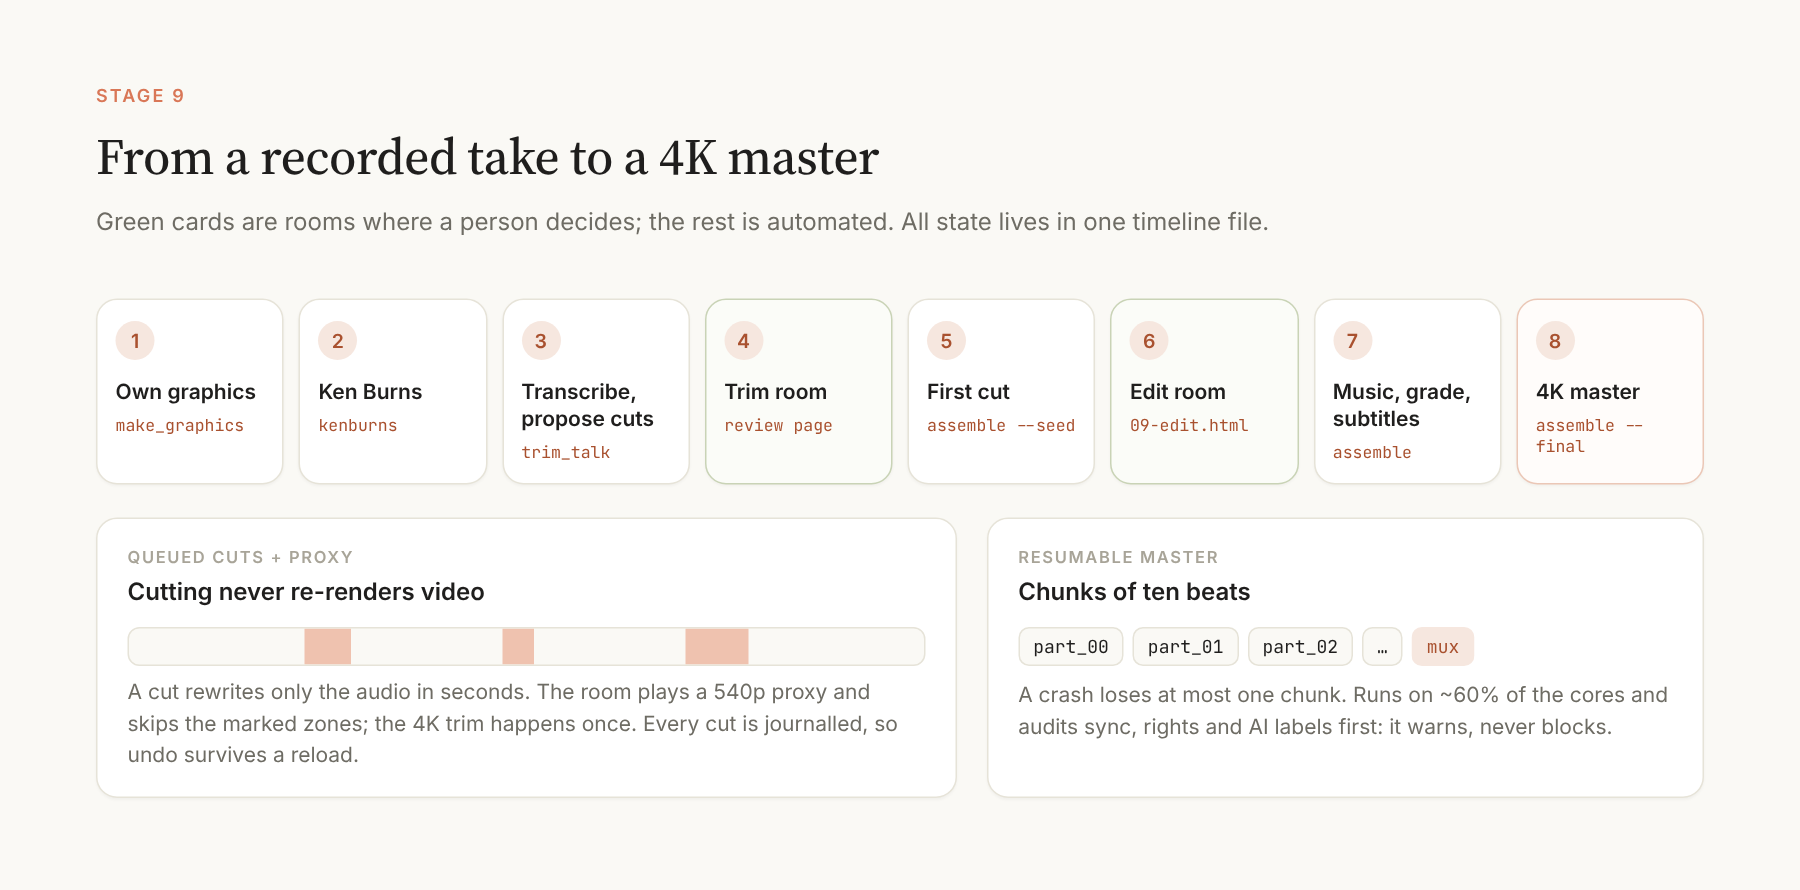 STAGE 9
From a recorded take to a 4K master
Green cards are rooms where a person decides; the rest is automated. All state lives in one timeline file.
1
Own graphics
make_graphics
2
Ken Burns
kenburns
3
Transcribe,
propose cuts
trim_talk
4
Trim room
review page
5
First cut
assemble --seed
6
Edit room
09-edit.html
7
Music, grade,
subtitles
assemble
8
4K master
assemble --
final
QUEUED CUTS + PROXY
Cutting never re-renders video
A cut rewrites only the audio in seconds. The room plays a 540p proxy and
skips the marked zones; the 4K trim happens once. Every cut is journalled, so
undo survives a reload.
RESUMABLE MASTER
Chunks of ten beats
part_00 part_01 part_02 … mux
A crash loses at most one chunk. Runs on ~60% of the cores and
audits sync, rights and AI labels first: it warns, never blocks.